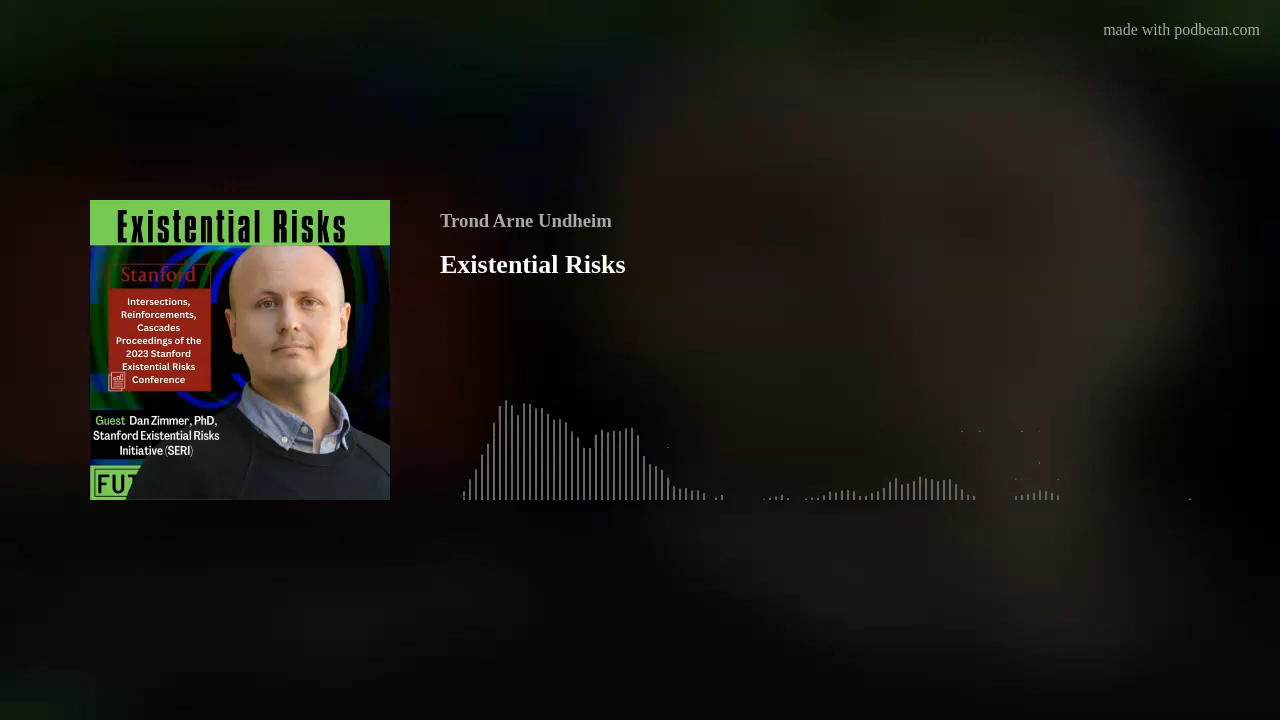 made with podbean.com
Existential Risks
Stanford
Intersections,
Reinforcements,
Cascades
Proceedings of the
2023 Stanford
Existential Risks
Conference
Guest Dan Zimmer, PhD,
Stanford Existential Risks
Initiative (SERI)
FUT
Trond Arne Undheim
Existential Risks